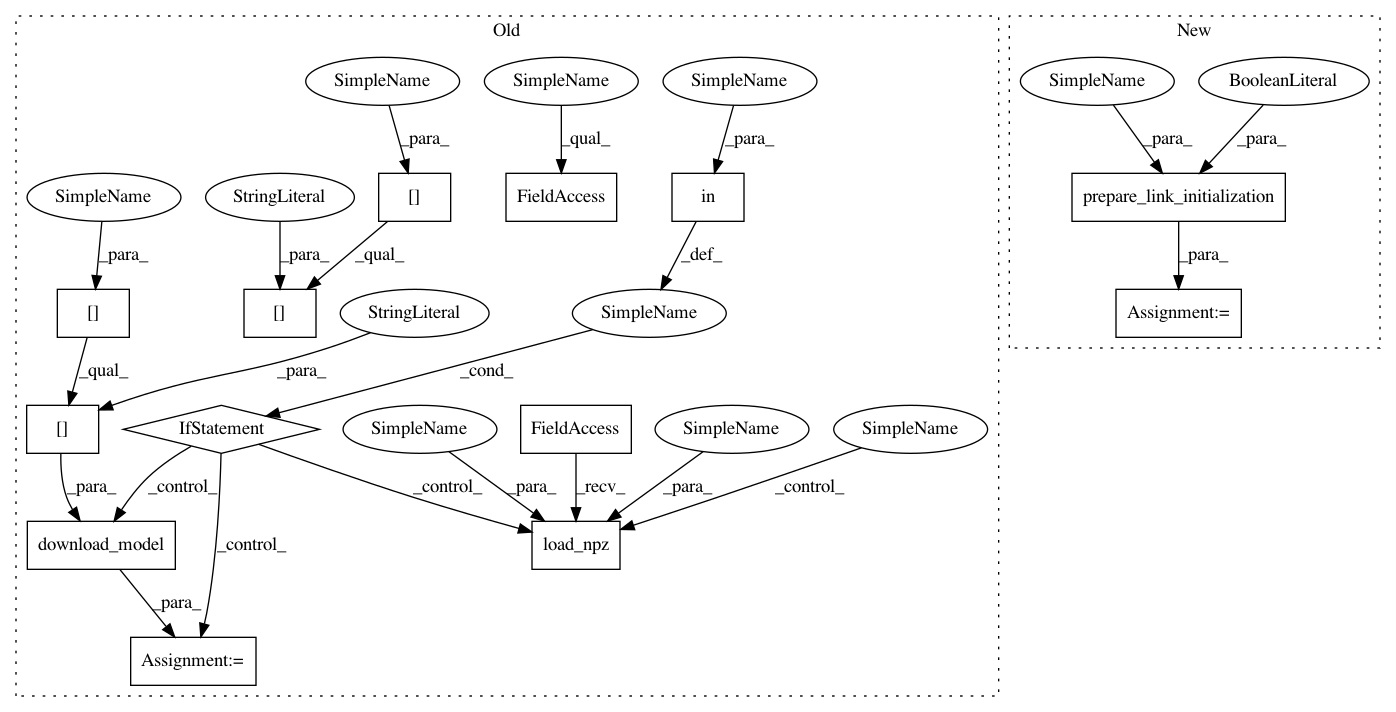 Old
New
SimpleName
SimpleName
SimpleName
SimpleName
BooleanLiteral
_para_
_qual_
_para_
_para_
_para_
SimpleName
StringLiteral
[]
FieldAccess
in
prepare_link_initialization
_para_
_para_
_qual_
_def_
_para_
[]
[]
StringLiteral
SimpleName
Assignment:=
_qual_
_para_
_cond_
[]
IfStatement
SimpleName
FieldAccess
SimpleName
SimpleName
_para_
_control_
_control_
_control_
_para_
_recv_
_para_
_control_
download_model
load_npz
_para_
Assignment:=